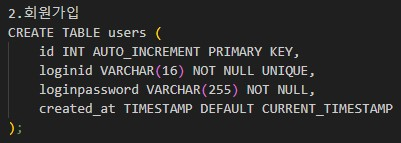 2.회원가입
CREATE TABLE users (
    id INT AUTO_INCREMENT PRIMARY KEY,
    loginid VARCHAR(16) NOT NULL UNIQUE,
    loginpassword VARCHAR(255) NOT NULL,
    created_at TIMESTAMP DEFAULT CURRENT_TIMESTAMP
);